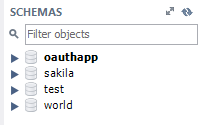 SCHEMAS
Filter objects
oauthapp
sakila
test
world